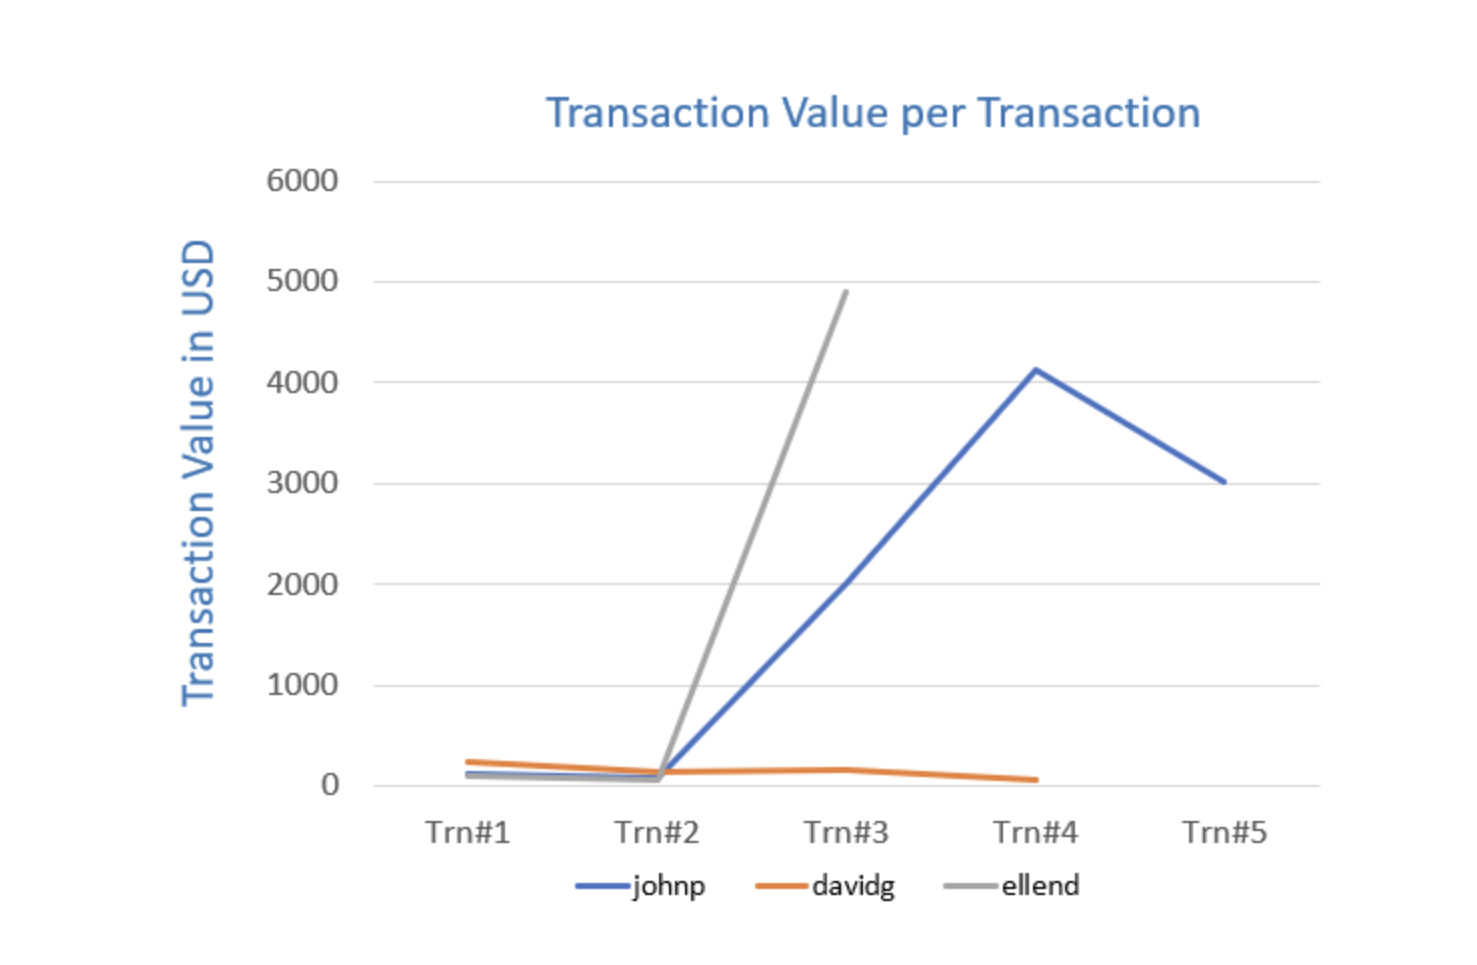 Transaction Value per Transaction
Transaction Value in USD
6000
5000
4000
3000
2000
1000
0
Trn#1 Trn#2 Trn#3 Trn#4 Trn#5
johnp davidg ellend